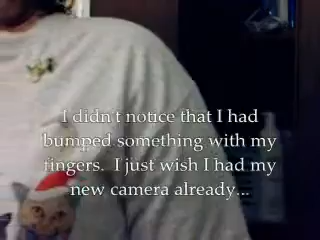 I didn't notice that I had
bumped something with my
fingers.  I just wish I had my
new camera already...